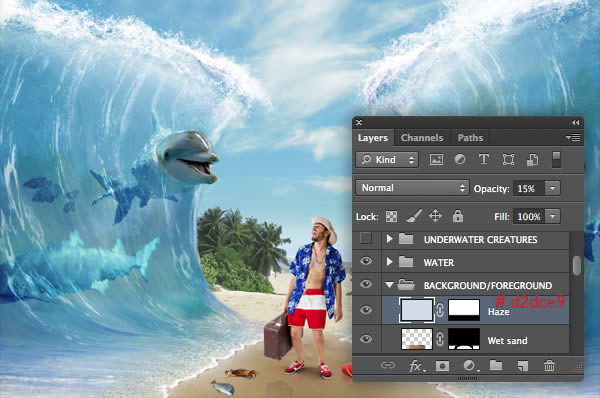 Layers Channels Paths
Kind
Normal Opacity: 15%
Lock: Fill: 100%
UNDERWATER CREATURES
WATER
BACKGROUND/FOREGROUND
# d2dce9
Haze
Wet sand
fx